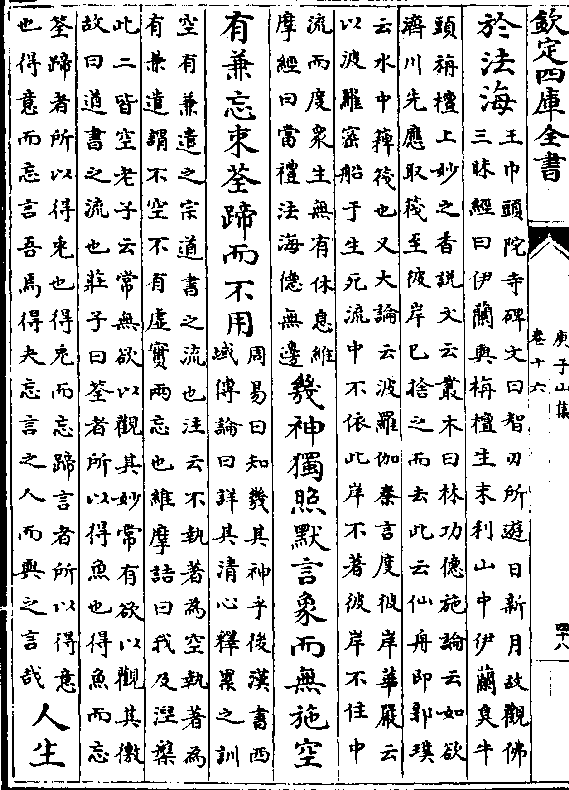 欽定四庫全書
庚子山集
卷十六
四十八
於法海
王巾頭陀寺碑文曰智刃所遊日新月故觀佛
三昧經曰伊蘭與栴檀生末利山中伊蘭臭牛
頭栴檀上妙之香説文云叢木曰林功德施論云如欲
濟川先應取筏至彼岸已捨之而去此云仙舟即郭璞
云水中簰筏也又大論云波羅伽秦言度彼岸華嚴云
以波羅宻船于生死流中不依此岸不著彼岸不住中
流而度衆生無有休息維
摩經曰當禮法海德無邊
幾神獨照默言象而無施空
有兼忘束荃蹄而不用
周易曰知幾其神乎後漢書西
域傳論曰詳其清心釋累之訓
空有兼遣之宗道書之流也注云不執著為空執著為
有兼遣謂不空不有虚實兩忘也維摩詰曰我及涅槃
此二皆空老子云常無欲以觀其妙常有欲以觀其徼
故曰道書之流也莊子曰荃者所以得魚也得魚而忘
荃蹄者所以得兎也得兎而忘蹄言者所以得意
也得意而忘言吾焉得夫忘言之人而與之言哉
人生